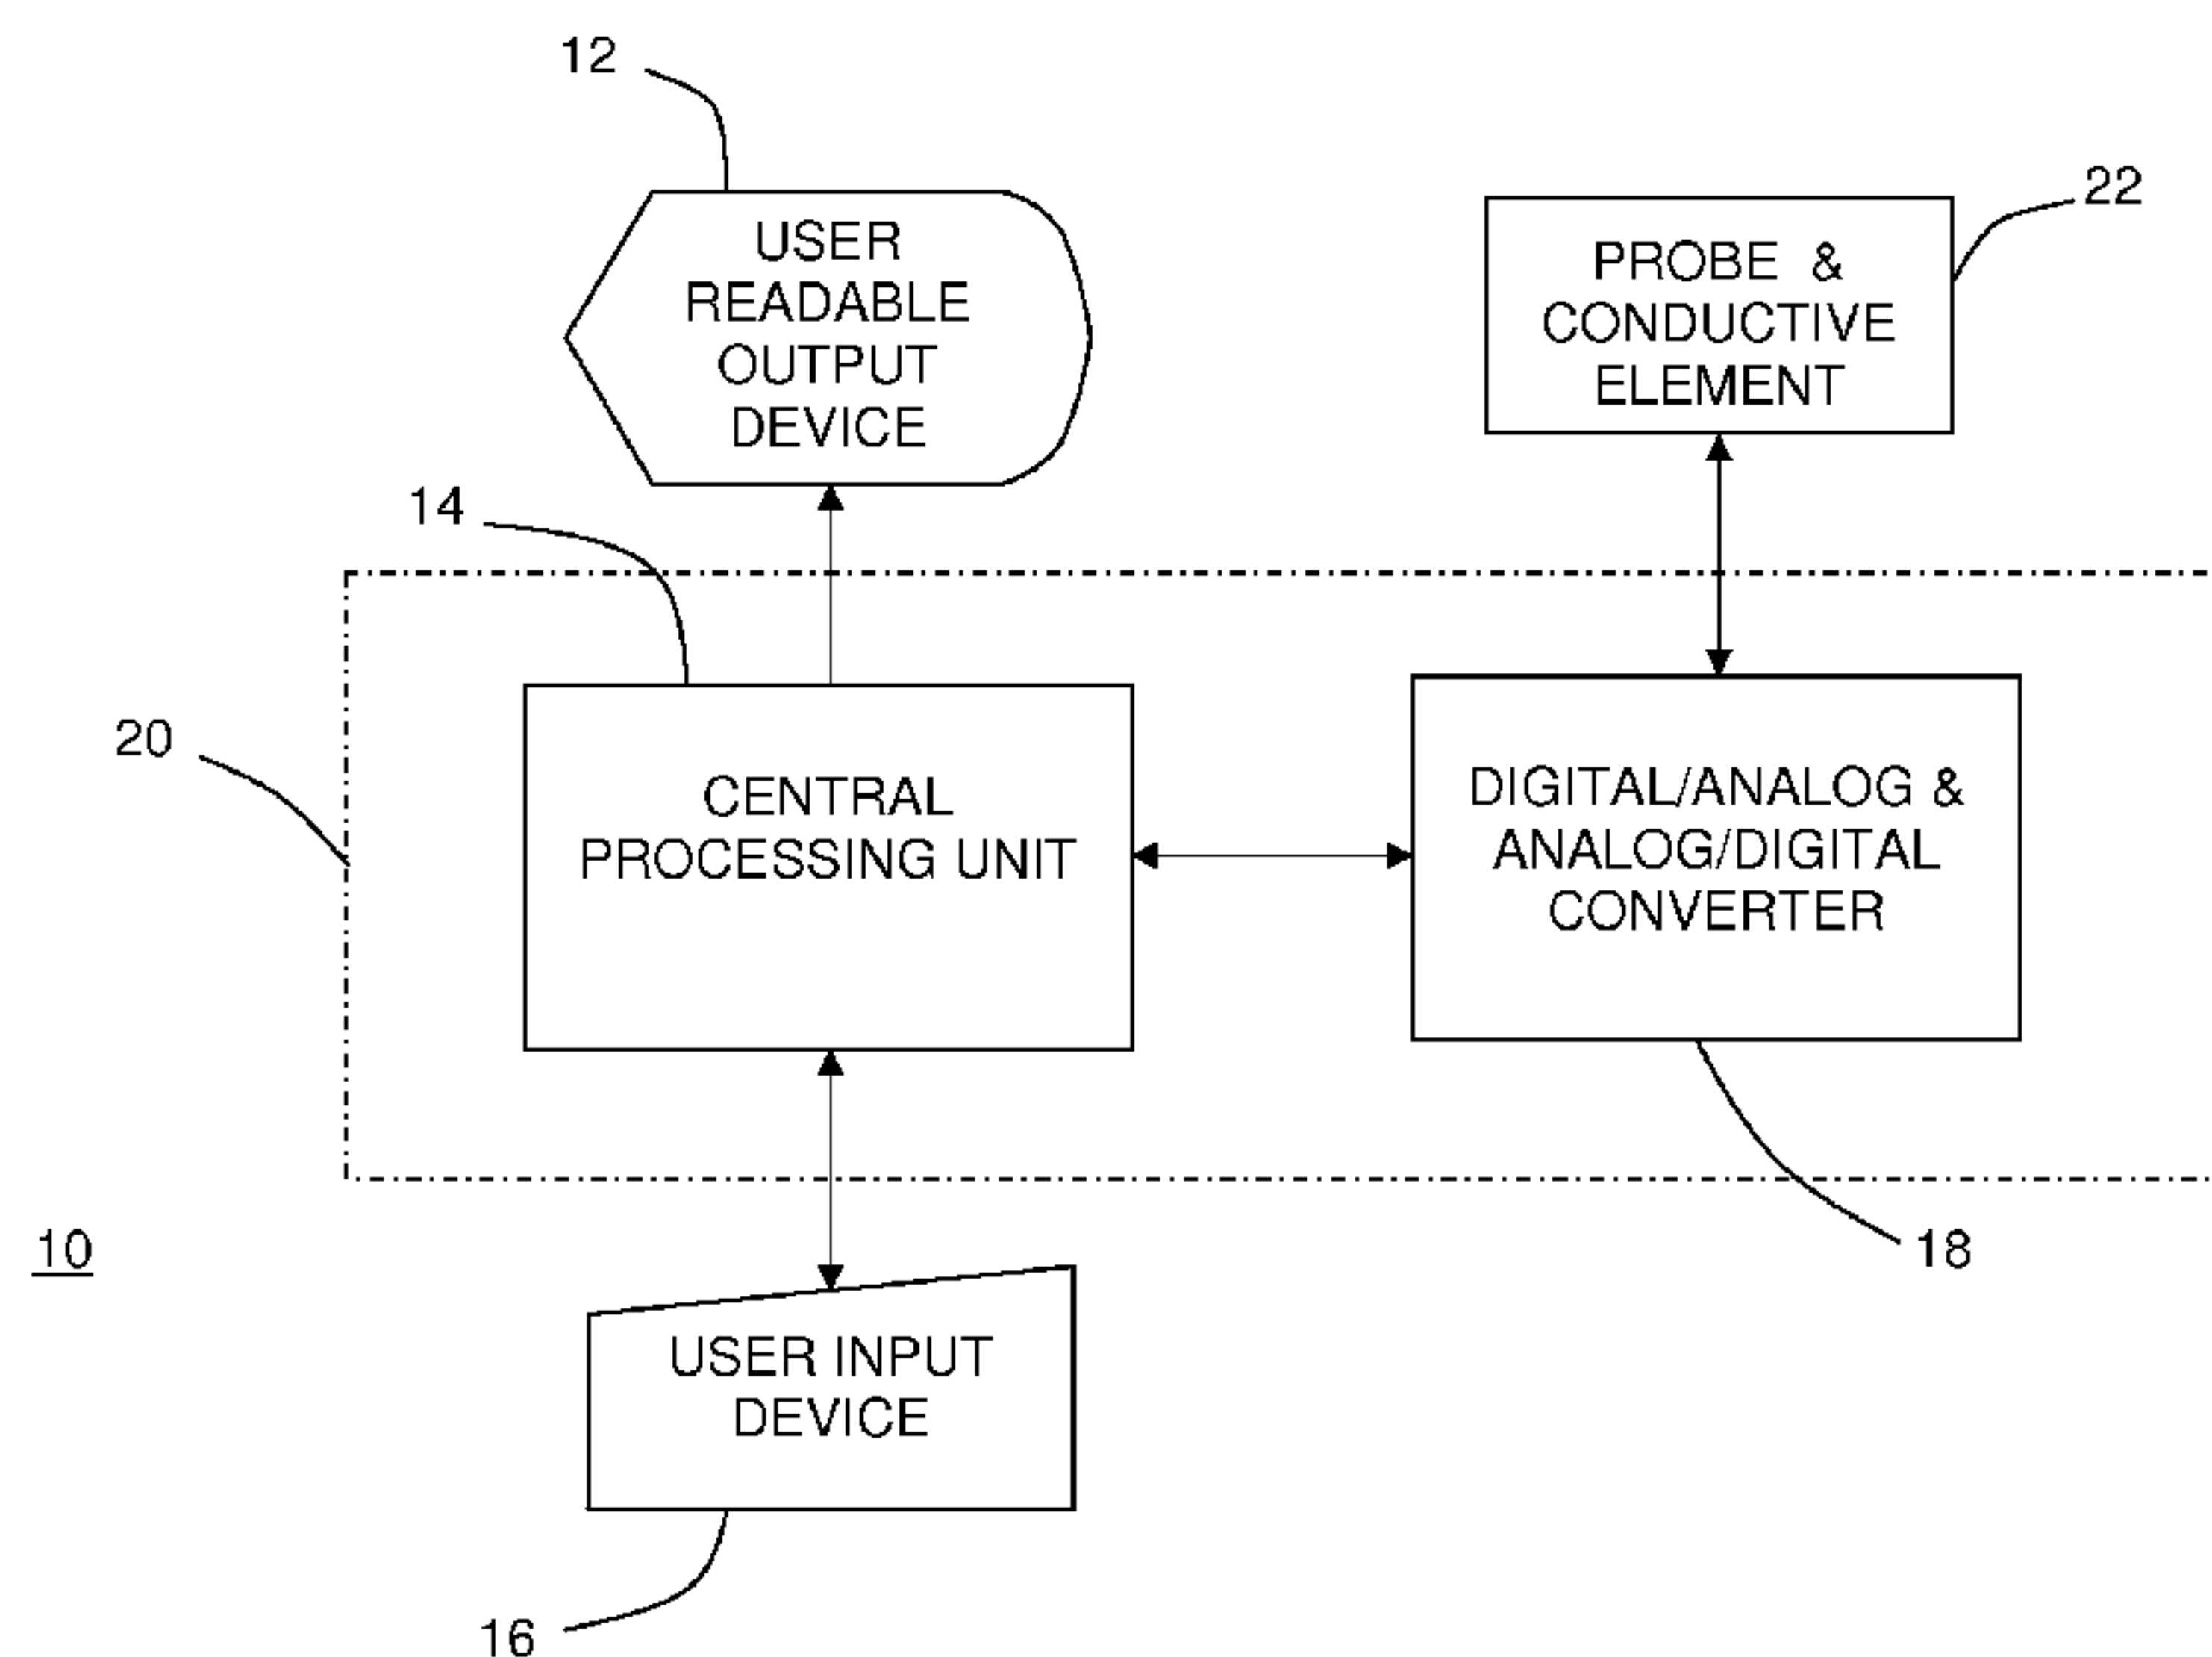 12
22
USER
READABLE
OUTPUT
DEVICE
PROBE &
CONDUCTIVE
ELEMENT
14
20
CENTRAL
PROCESSING UNIT
DIGITAL/ANALOG &
ANALOG/DIGITAL
CONVERTER
10
18
USER INPUT
DEVICE
16